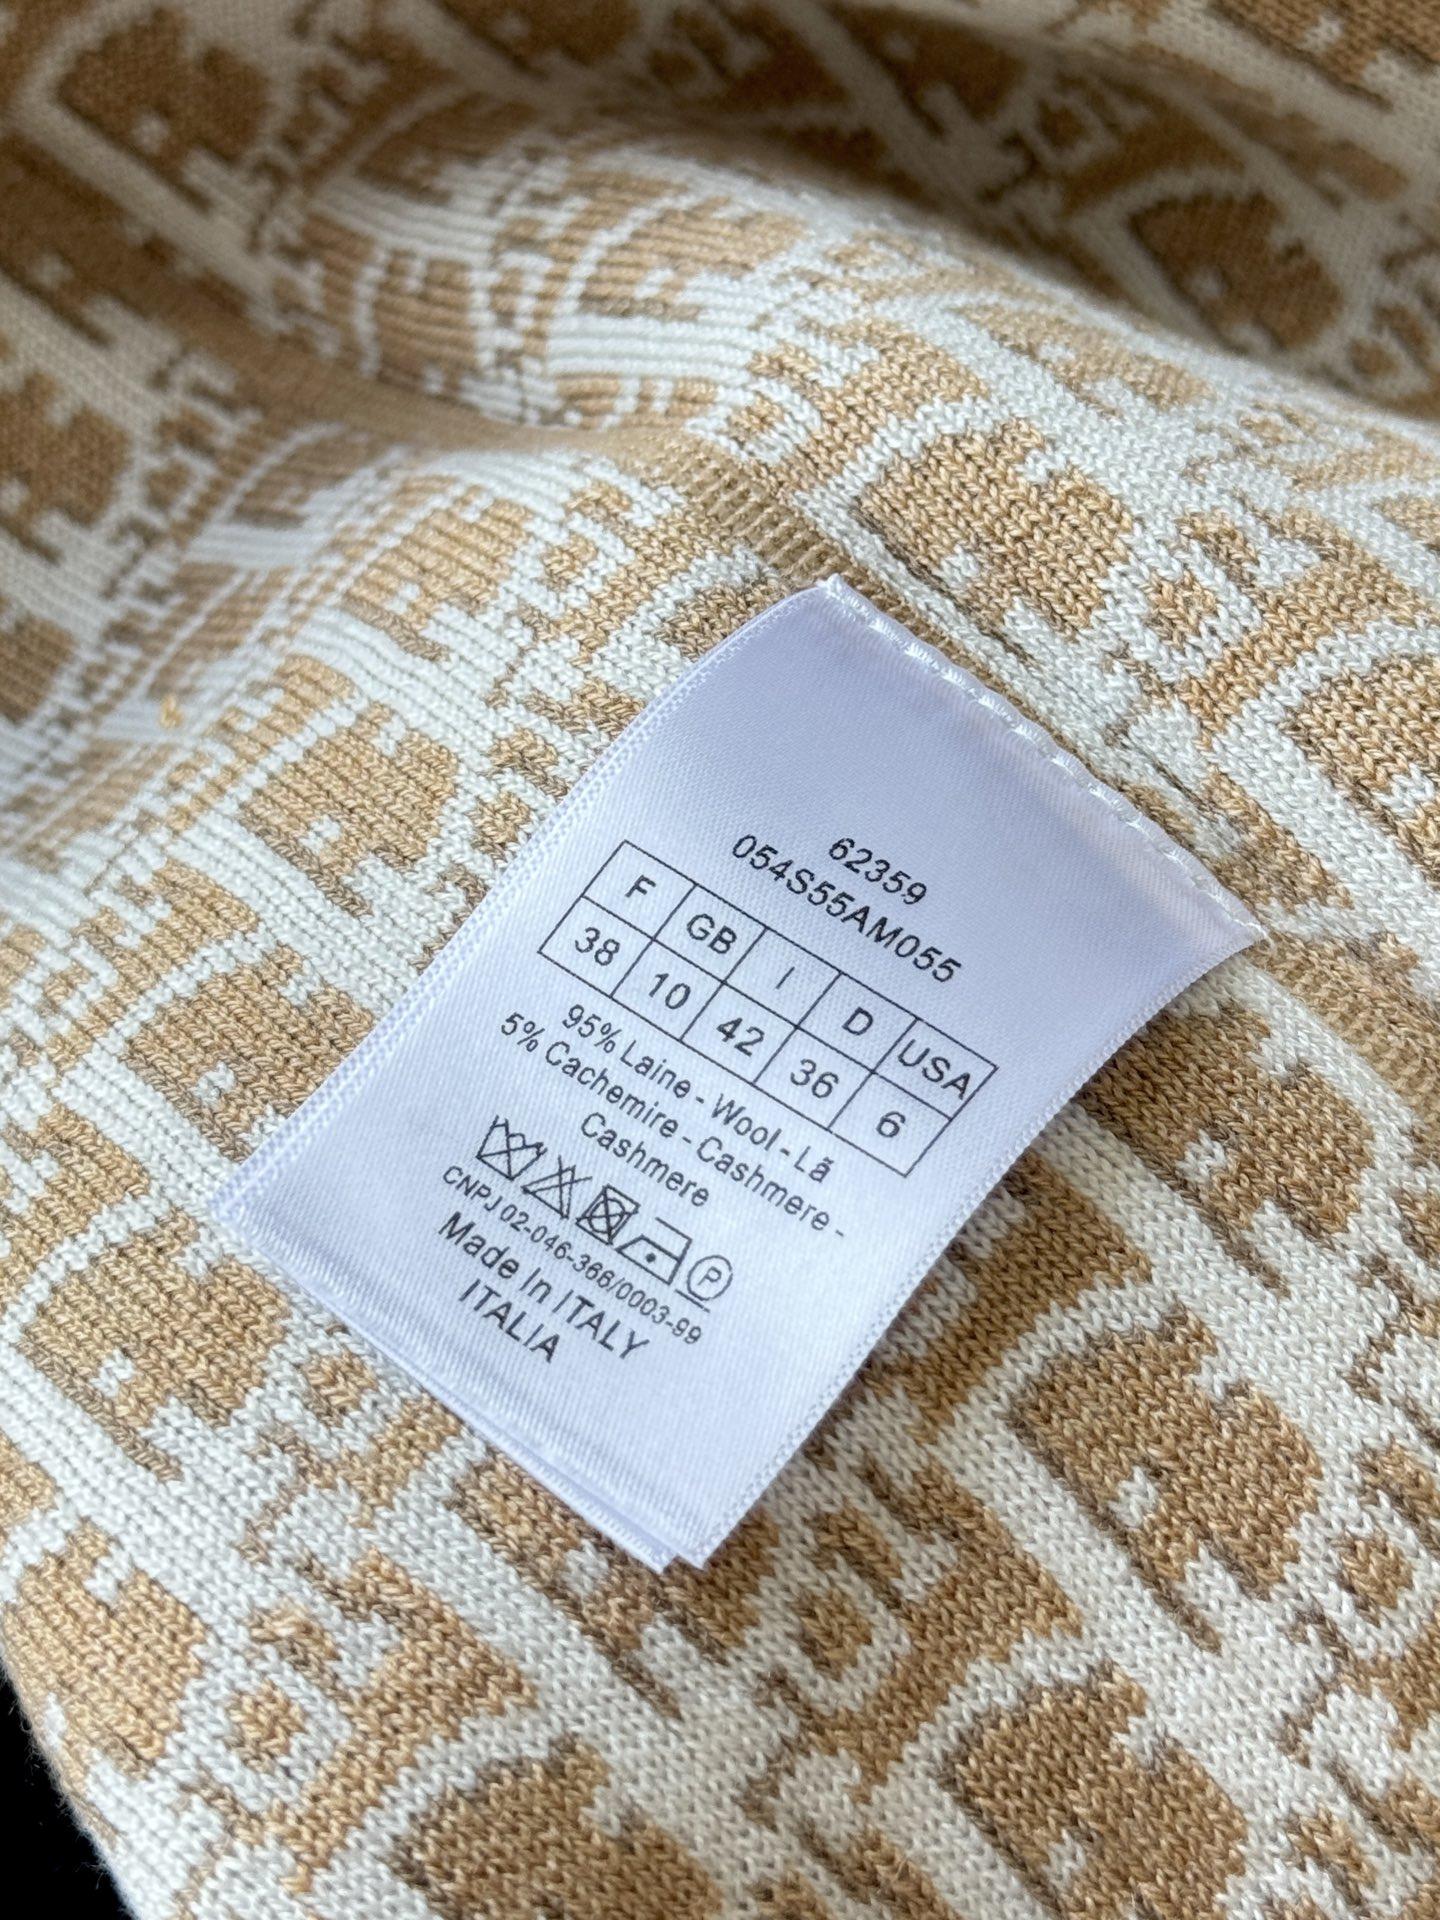 62359
054S55AM055
F GB I D USA
38 10 42 36 6
95% Laine - Wool - Lã
5% Cachemire - Cashmere -
Cashmere
P
CNPJ 02-046-366/0003-99
Made In ITALY
ITALIA